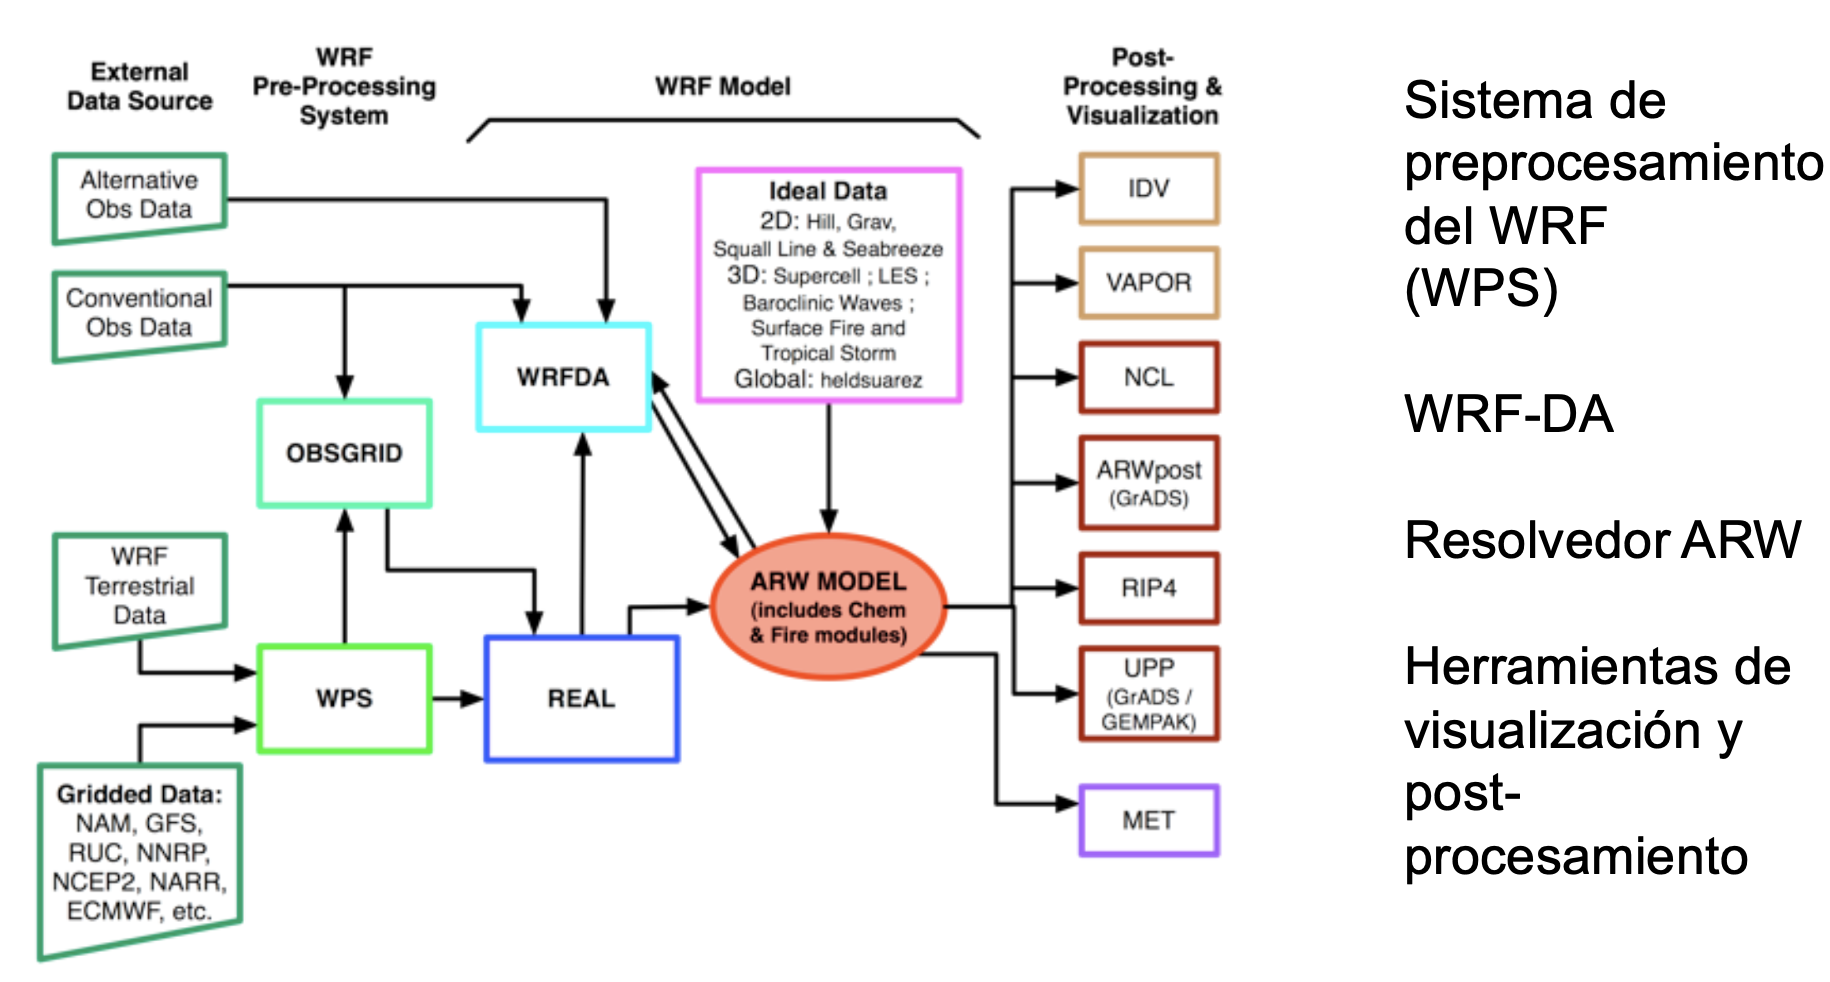 External
Data Source
WRF
Pre-Processing
System
WRF Model
Post-
Processing &
Visualization
Alternative
Obs Data
Conventional
Obs Data
WRF
Terrestrial
Data
Gridded Data:
NAM, GFS,
RUC, NNRP,
NCEP2, NARR,
ECMWF, etc.
OBSGRID
WPS
WRFDA
REAL
Ideal Data
2D: Hill, Grav,
Squall Line & Seabreeze
3D: Supercell ; LES ;
Baroclinic Waves ;
Surface Fire and
Tropical Storm
Global: heldsuarez
ARW MODEL
(includes Chem
& Fire modules)
IDV
VAPOR
NCL
ARWpost
(GrADS)
RIP4
UPP
(GrADS /
GEMPAK)
MET
Sistema de
preprocesamiento
del WRF
(WPS)
WRF-DA
Resolvedor ARW
Herramientas de
visualización y
post-
procesamiento